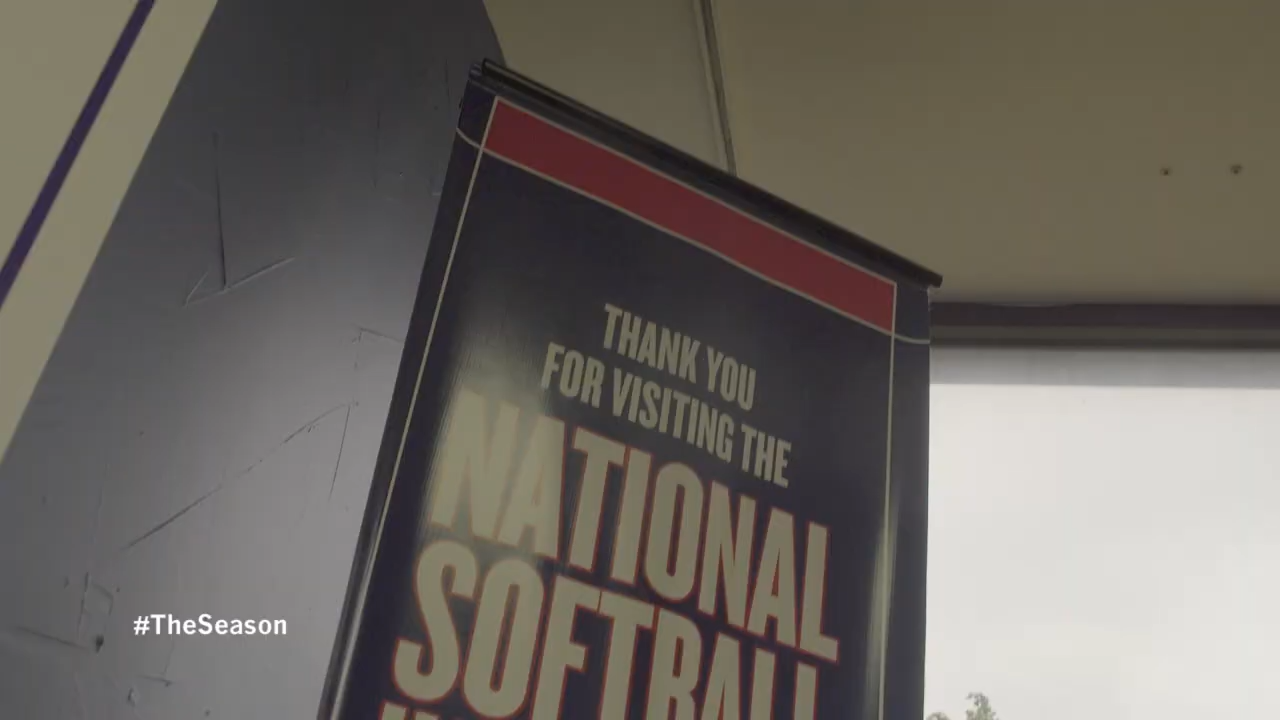 THANK YOU
FOR VISITING THE
NATIONAL
SOFTBALL
#TheSeason